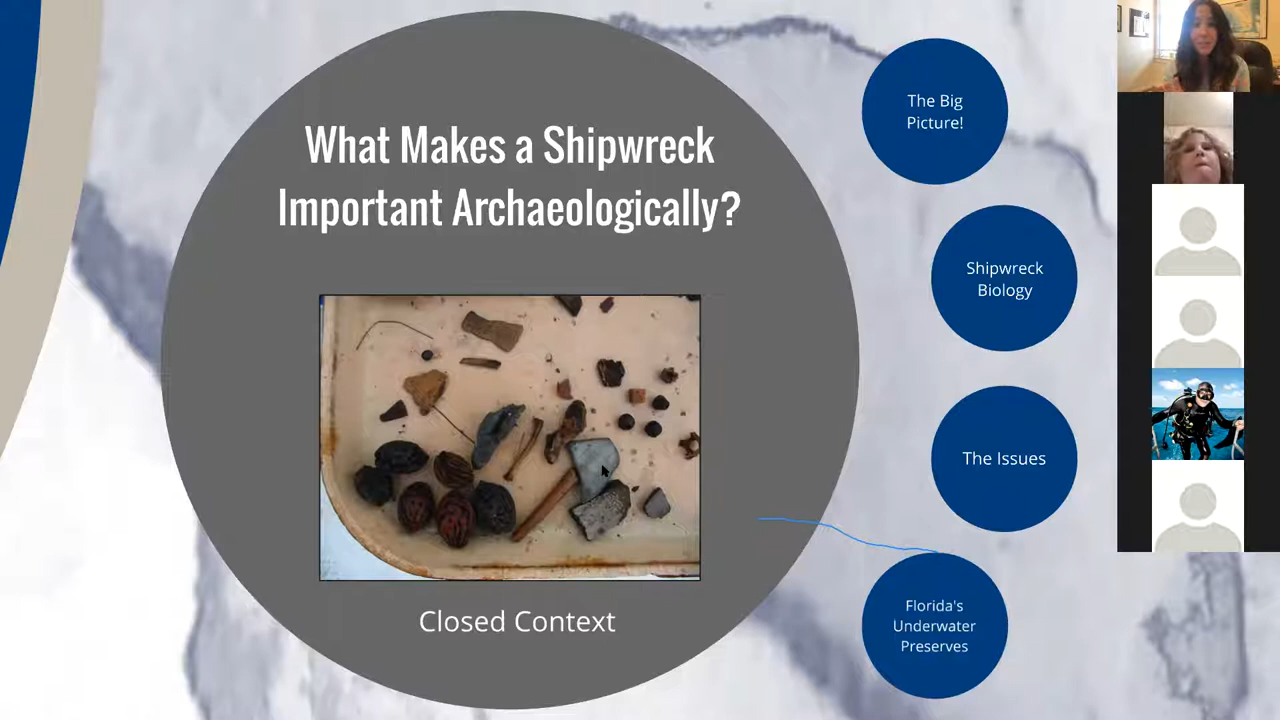 What Makes a Shipwreck
Important Archaeologically?
Closed Context
The Big
Picture!
Shipwreck
Biology
The Issues
Florida's
Underwater
Preserves